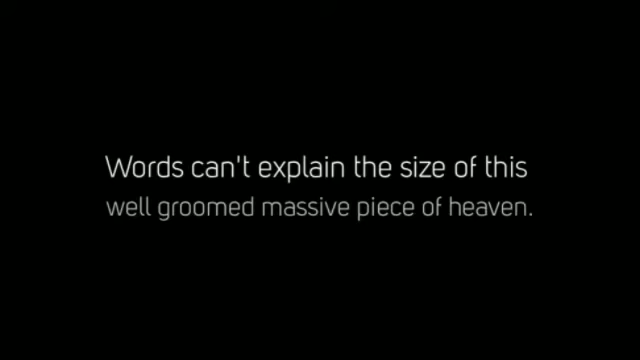 Words can't explain the size of this
well groomed massive piece of heaven.